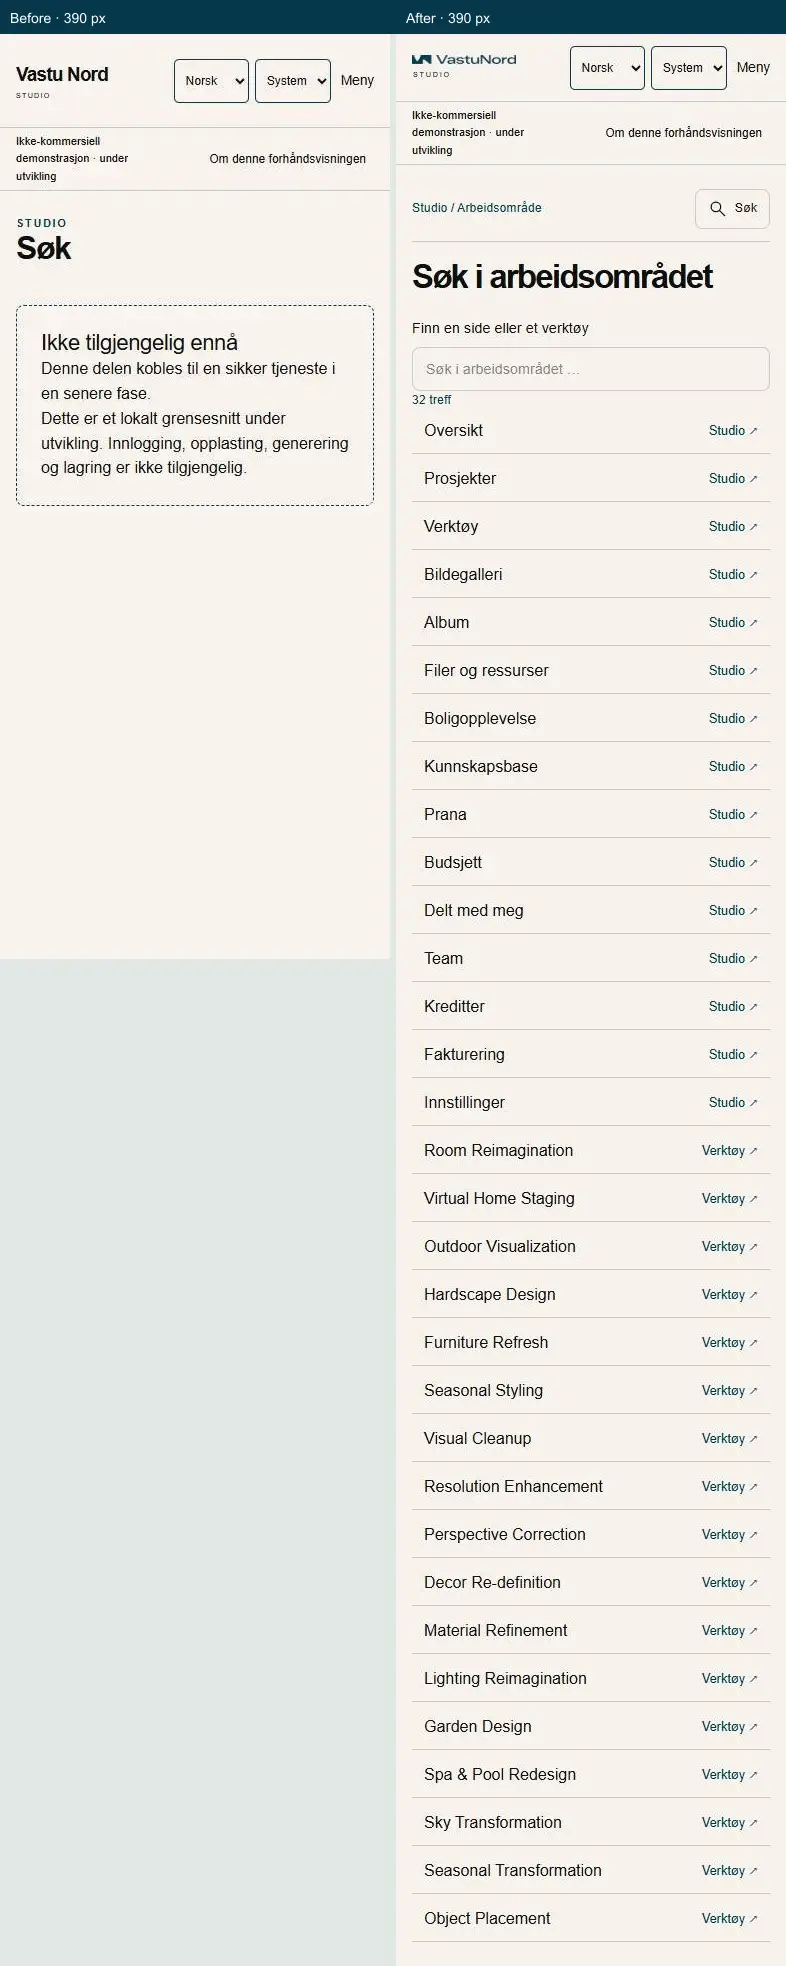 Before · 390 px
Vastu Nord
STUDIO
Norsk
System
Meny
Ikke-kommersiell
demonstrasjon · under
utvikling
Om denne forhåndsvisningen
STUDIO
Søk
Ikke tilgjengelig ennå
Denne delen kobles til en sikker tjeneste i
en senere fase.
Dette er et lokalt grensesnitt under
utvikling. Innlogging, opplasting, generering
og lagring er ikke tilgjengelig.
After · 390 px
VastuNord
STUDIO
Norsk
System
Meny
Ikke-kommersiell
demonstrasjon · under
utvikling
Om denne forhåndsvisningen
Studio / Arbeidsområde
Søk
Søk i arbeidsområdet
Finn en side eller et verktøy
Søk i arbeidsområdet ...
32 treff
Oversikt Studio ↗
Prosjekter Studio ↗
Verktøy Studio ↗
Bildegalleri Studio ↗
Album Studio ↗
Filer og ressurser Studio ↗
Boligopplevelse Studio ↗
Kunnskapsbase Studio ↗
Prana Studio ↗
Budsjett Studio ↗
Delt med meg Studio ↗
Team Studio ↗
Kreditter Studio ↗
Fakturering Studio ↗
Innstillinger Studio ↗
Room Reimagination Verktøy ↗
Virtual Home Staging Verktøy ↗
Outdoor Visualization Verktøy ↗
Hardscape Design Verktøy ↗
Furniture Refresh Verktøy ↗
Seasonal Styling Verktøy ↗
Visual Cleanup Verktøy ↗
Resolution Enhancement Verktøy ↗
Perspective Correction Verktøy ↗
Decor Re-definition Verktøy ↗
Material Refinement Verktøy ↗
Lighting Reimagination Verktøy ↗
Garden Design Verktøy ↗
Spa & Pool Redesign Verktøy ↗
Sky Transformation Verktøy ↗
Seasonal Transformation Verktøy ↗
Object Placement Verktøy ↗